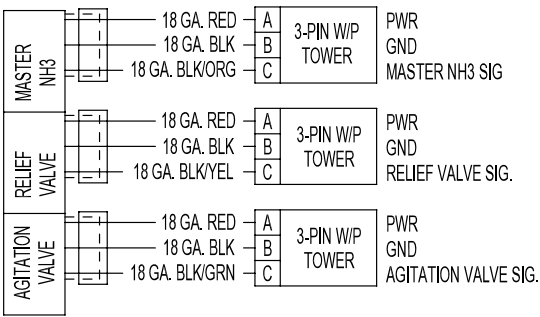 MASTER
NH3
18 GA. RED A 3-PIN W/P TOWER PWR
18 GA. BLK B GND
18 GA. BLK/ORG C MASTER NH3 SIG
RELIEF
VALVE
18 GA. RED A 3-PIN W/P TOWER PWR
18 GA. BLK B GND
18 GA. BLK/YEL C RELIEF VALVE SIG.
AGITATION
VALVE
18 GA. RED A 3-PIN W/P TOWER PWR
18 GA. BLK B GND
18 GA. BLK/GRN C AGITATION VALVE SIG.